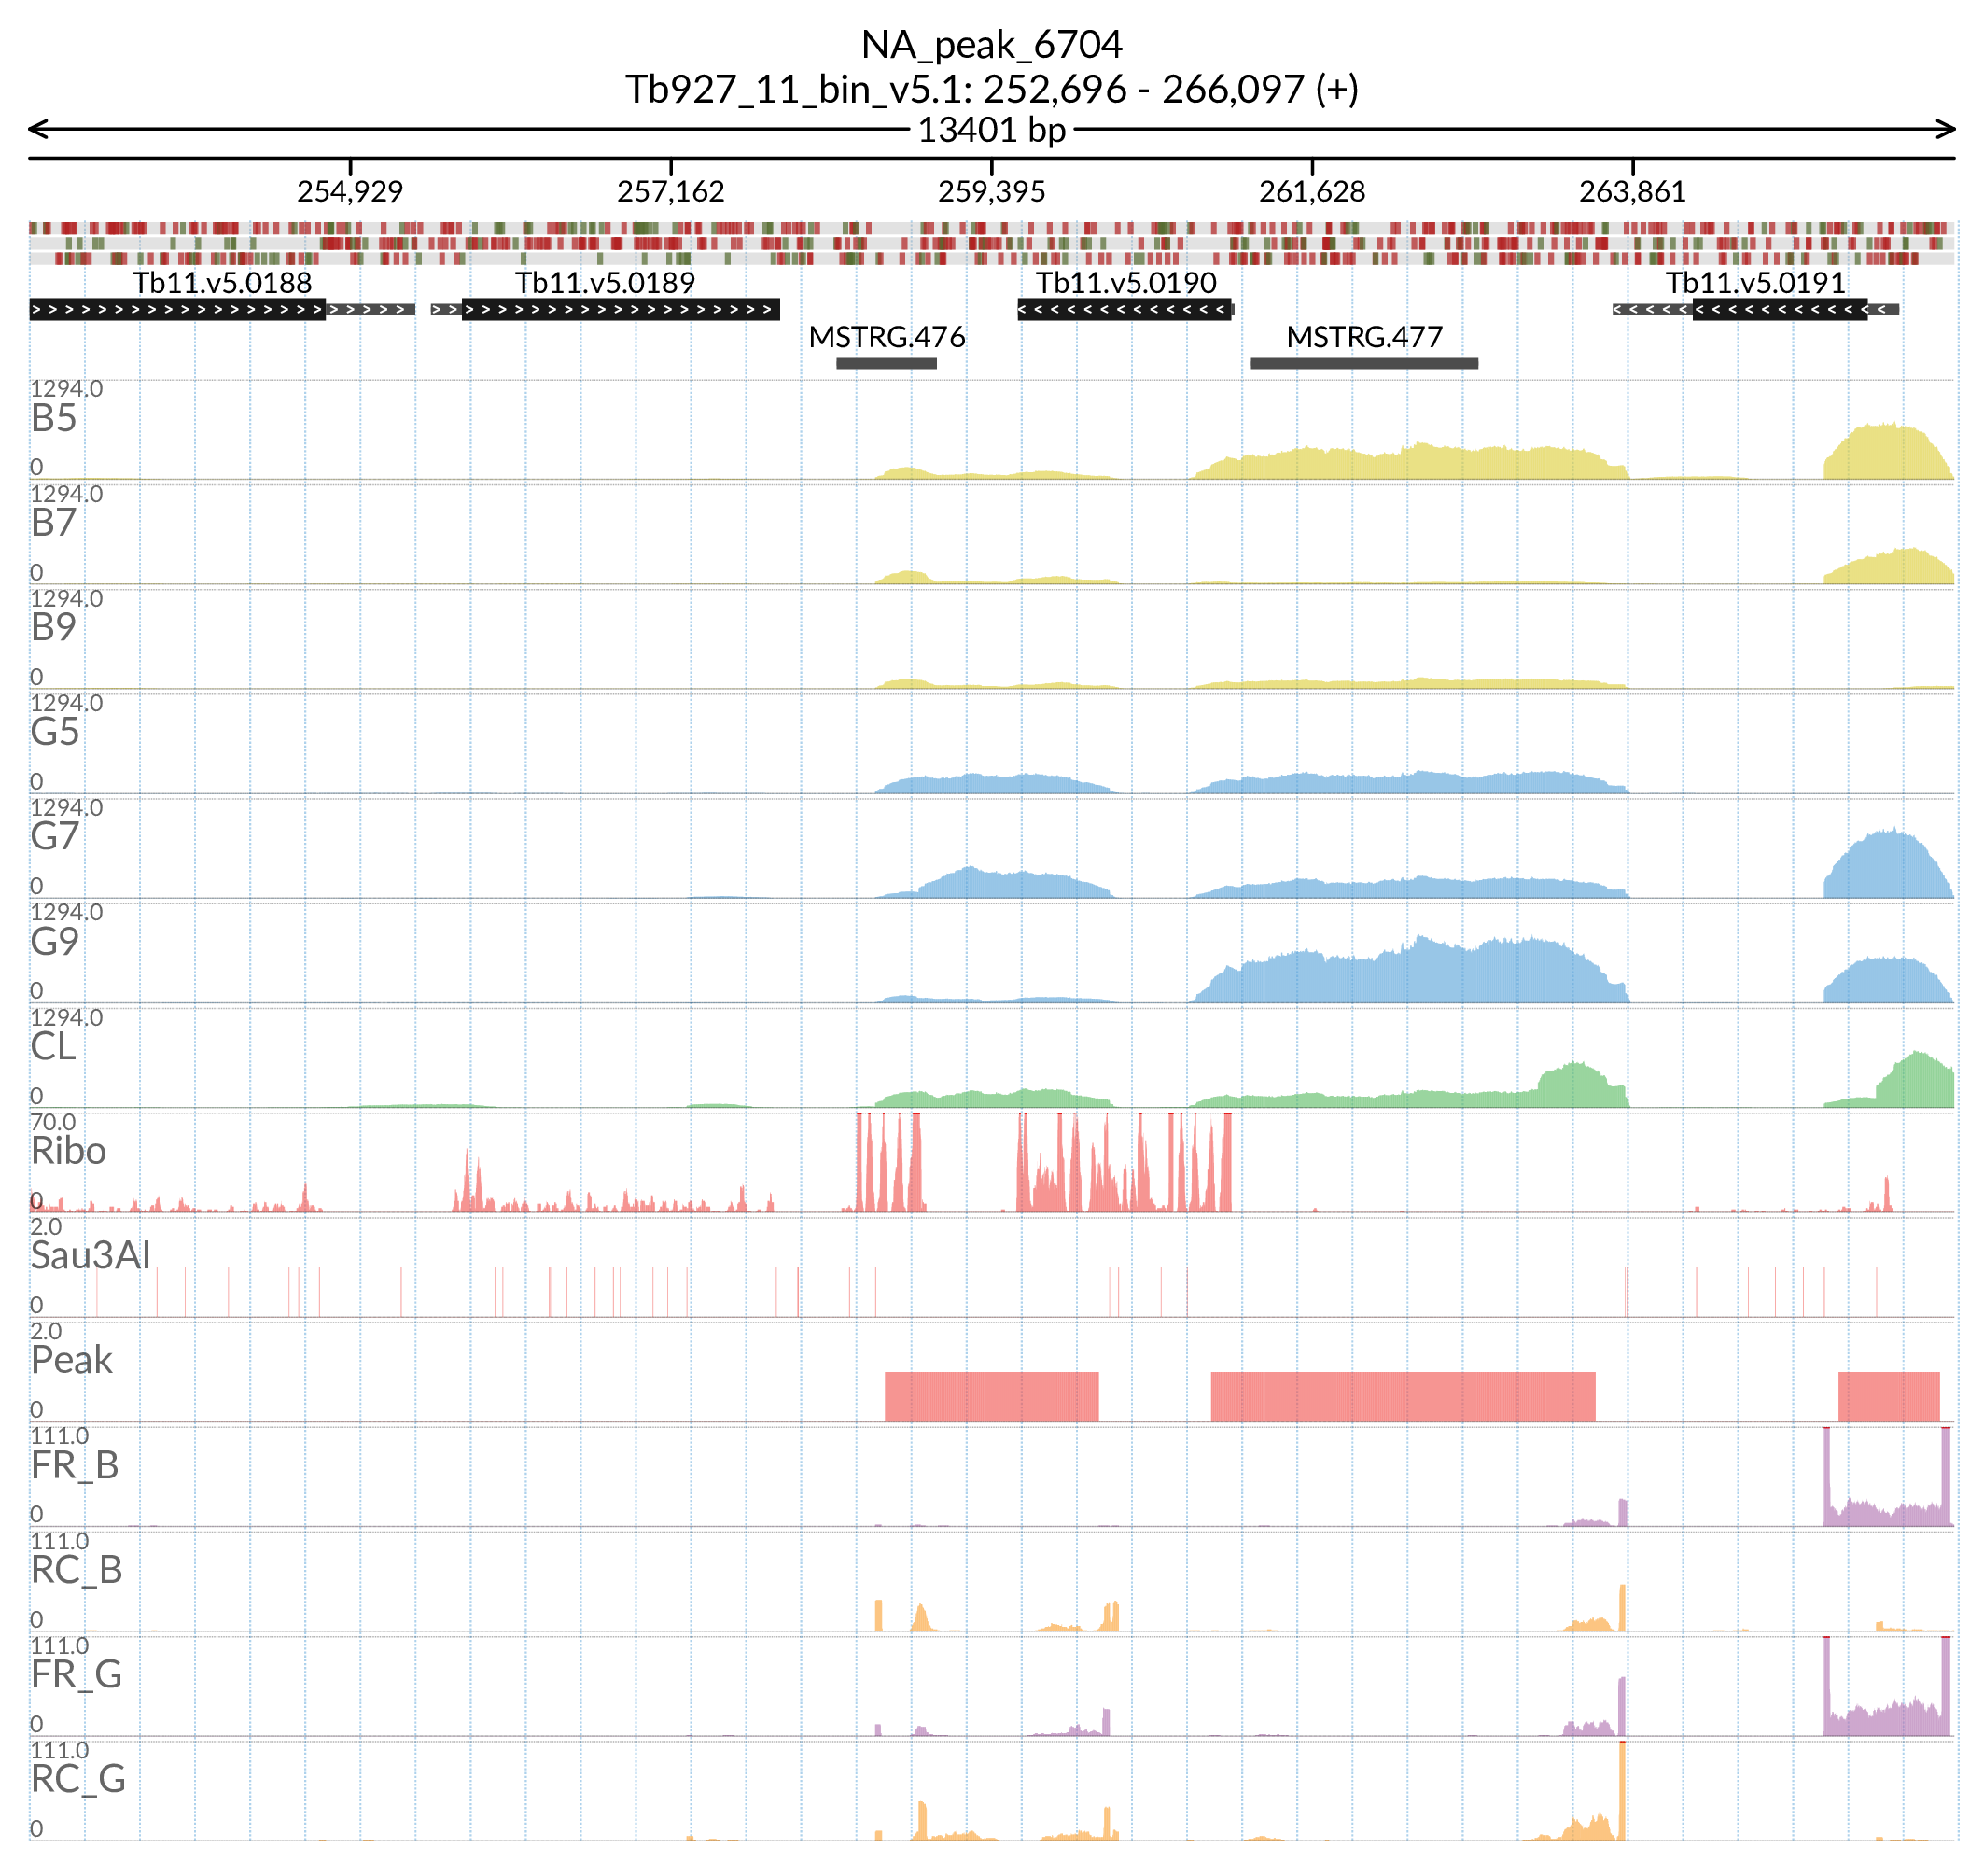 NA_peak_6704
Tb927_11_bin_v5.1: 252,696 - 266,097 (+)
13401 bp
254,929 257,162 259,395 261,628 263,861
Tb11.v5.0188 Tb11.v5.0189 Tb11.v5.0190 Tb11.v5.0191
MSTRG.476 MSTRG.477
1294.0
B5
0
1294.0
B7
0
1294.0
B9
0
1294.0
G5
0
1294.0
G7
0
1294.0
G9
0
1294.0
CL
0
70.0
Ribo
0
2.0
Sau3AI
0
2.0
Peak
0
111.0
FR_B
0
111.0
RC_B
0
111.0
FR_G
0
111.0
RC_G
0